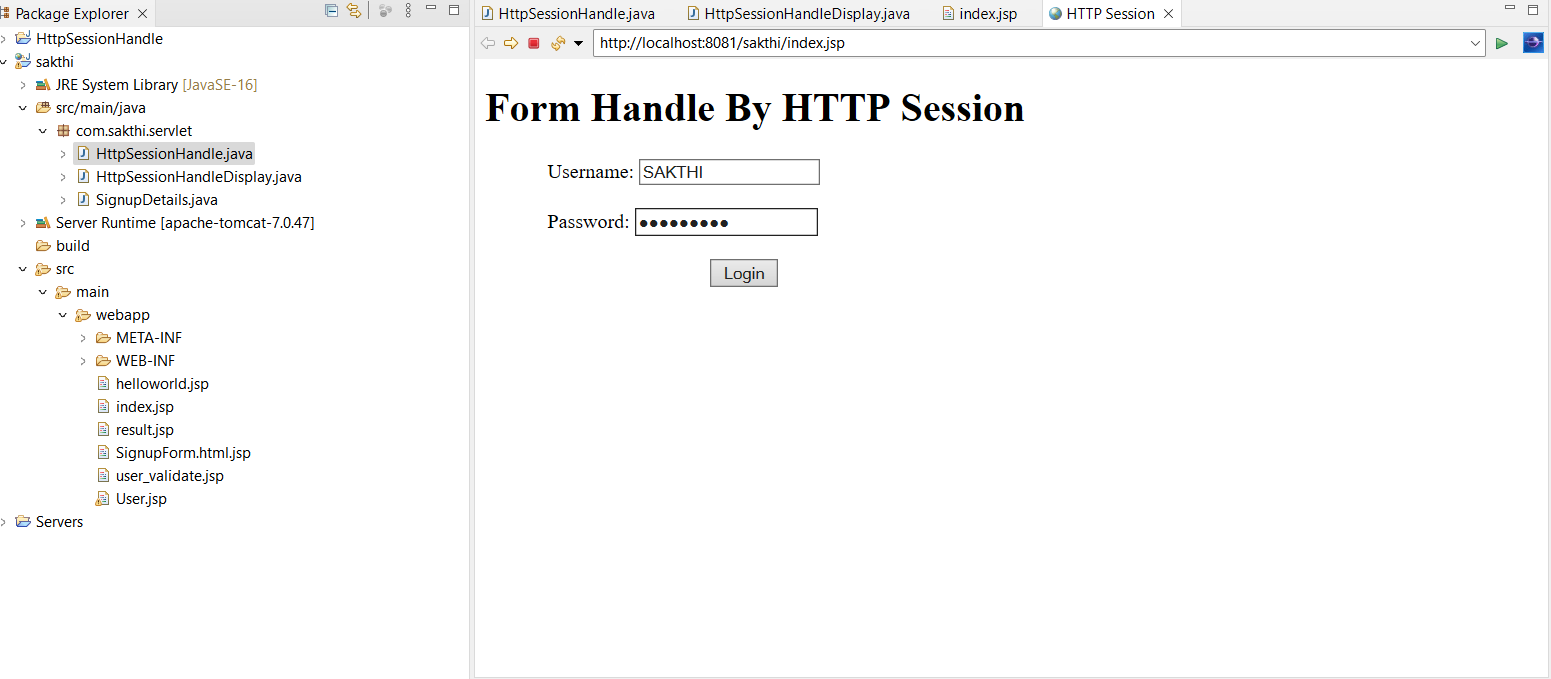 Package Explorer
HttpSessionHandle
sakthi
JRE System Library [JavaSE-16]
src/main/java
com.sakthi.servlet
HttpSessionHandle.java
HttpSessionHandleDisplay.java
SignupDetails.java
Server Runtime [apache-tomcat-7.0.47]
build
src
main
webapp
META-INF
WEB-INF
helloworld.jsp
index.jsp
result.jsp
SignupForm.html.jsp
user_validate.jsp
User.jsp
Servers
HttpSessionHandle.java HttpSessionHandleDisplay.java index.jsp HTTP Session
http://localhost:8081/sakthi/index.jsp
Form Handle By HTTP Session
Username: SAKTHI
Password: •••••••••
Login